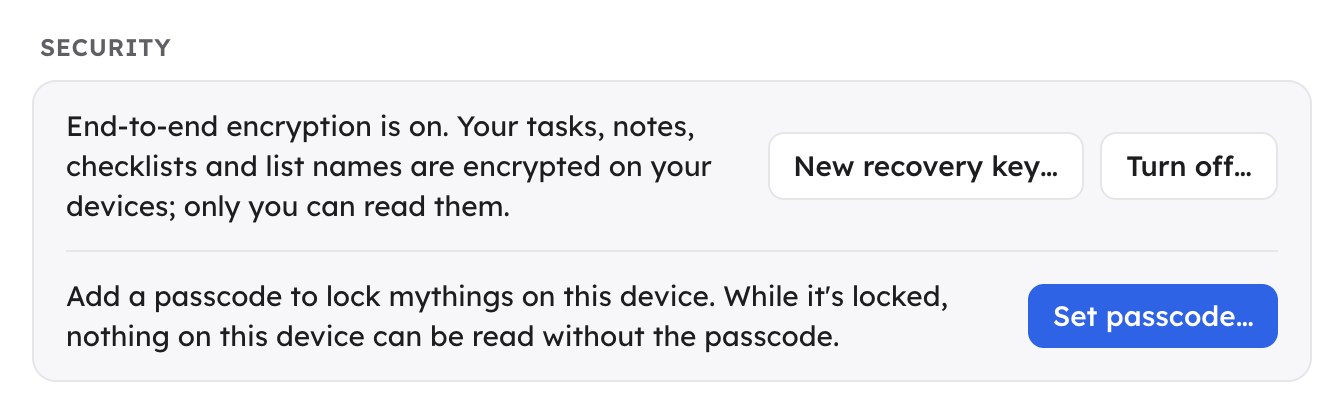 SECURITY
End-to-end encryption is on. Your tasks, notes,
checklists and list names are encrypted on your
devices; only you can read them.
New recovery key…
Turn off…
Add a passcode to lock mythings on this device. While it's locked,
nothing on this device can be read without the passcode.
Set passcode…